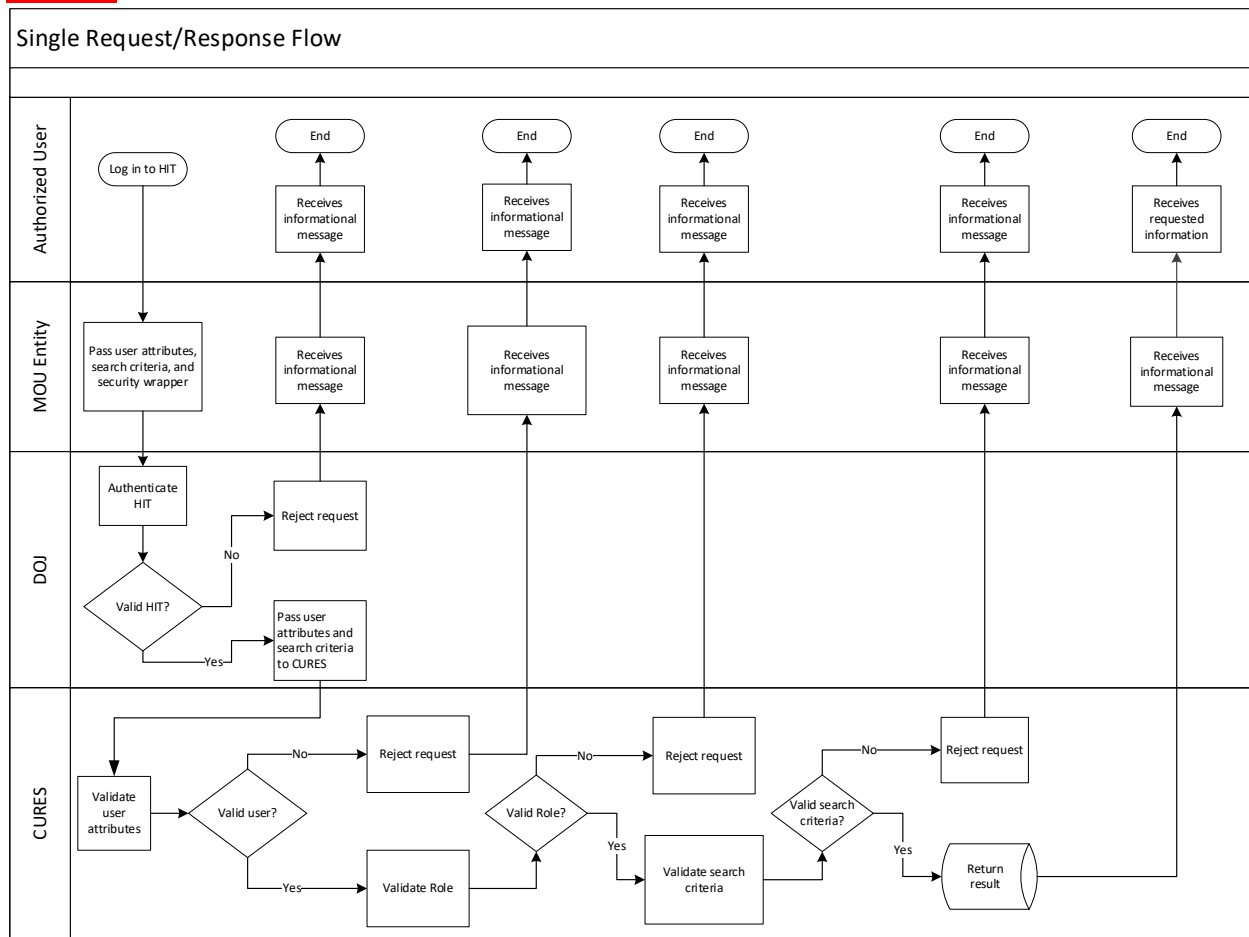 Single Request/Response Flow
Authorized User
Log in to HIT
End
End
End
End
End
Receives
informational
message
Receives
informational
message
Receives
informational
message
Receives
informational
message
Receives
requested
information
MOU Entity
Pass user attributes,
search criteria, and
security wrapper
Receives
informational
message
Receives
informational
message
Receives
informational
message
Receives
informational
message
Receives
informational
message
DOJ
Authenticate
HIT
Reject request
No
Valid HIT?
Pass user
attributes and
search criteria
to CURES
Yes
CURES
Validate
user
attributes
Valid user?
No
Reject request
Yes
Validate Role
Valid Role?
No
Reject request
Yes
Validate search
criteria
Valid search
criteria?
No
Reject request
Yes
Return
result